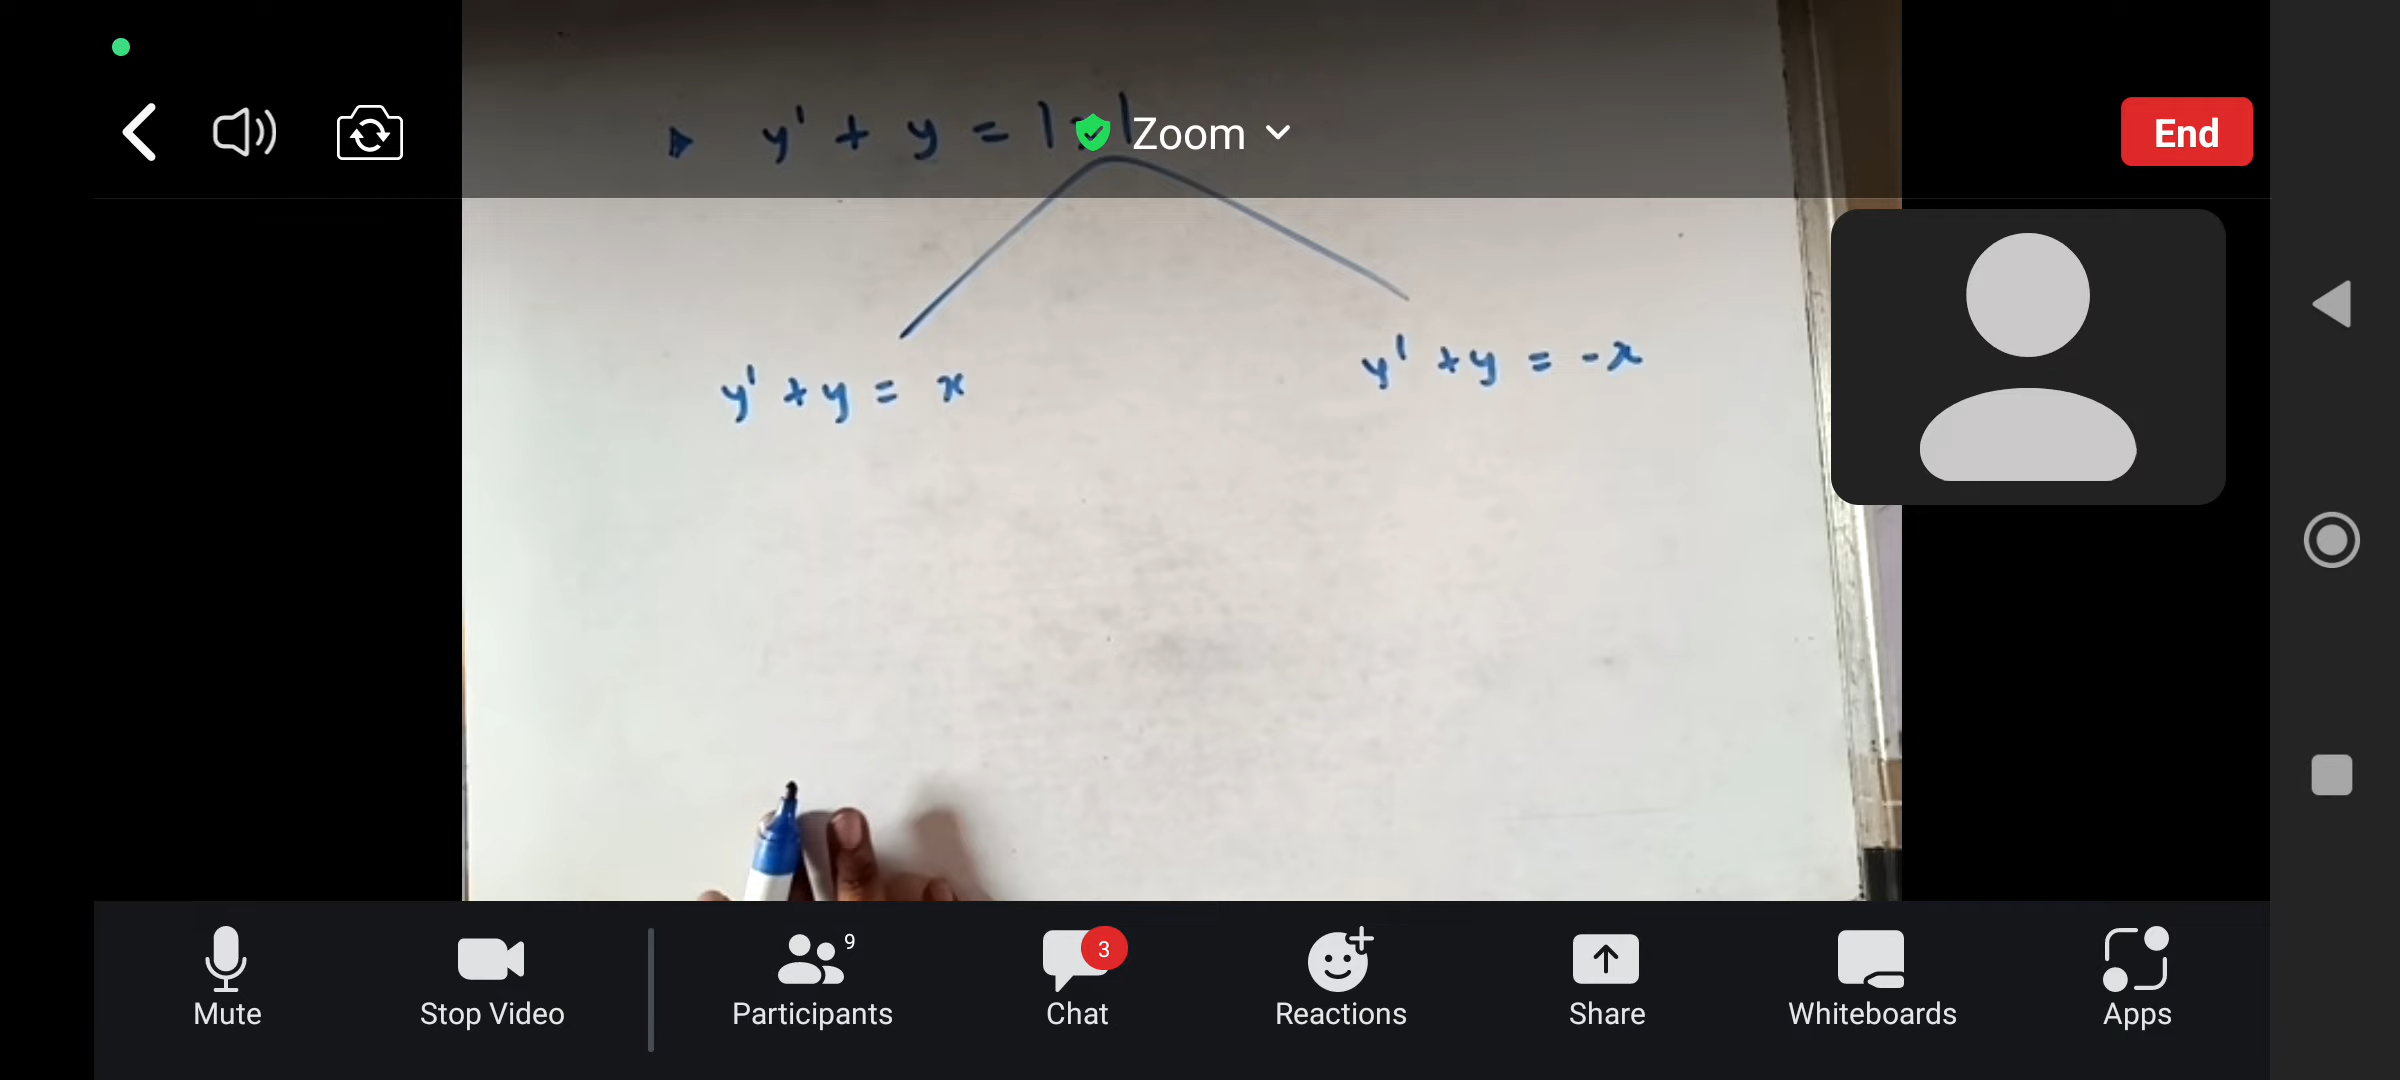 Zoom
End
y' + y = |x|
y' + y = x
y' + y = -x
9
3
Mute
Stop Video
Participants
Chat
Reactions
Share
Whiteboards
Apps